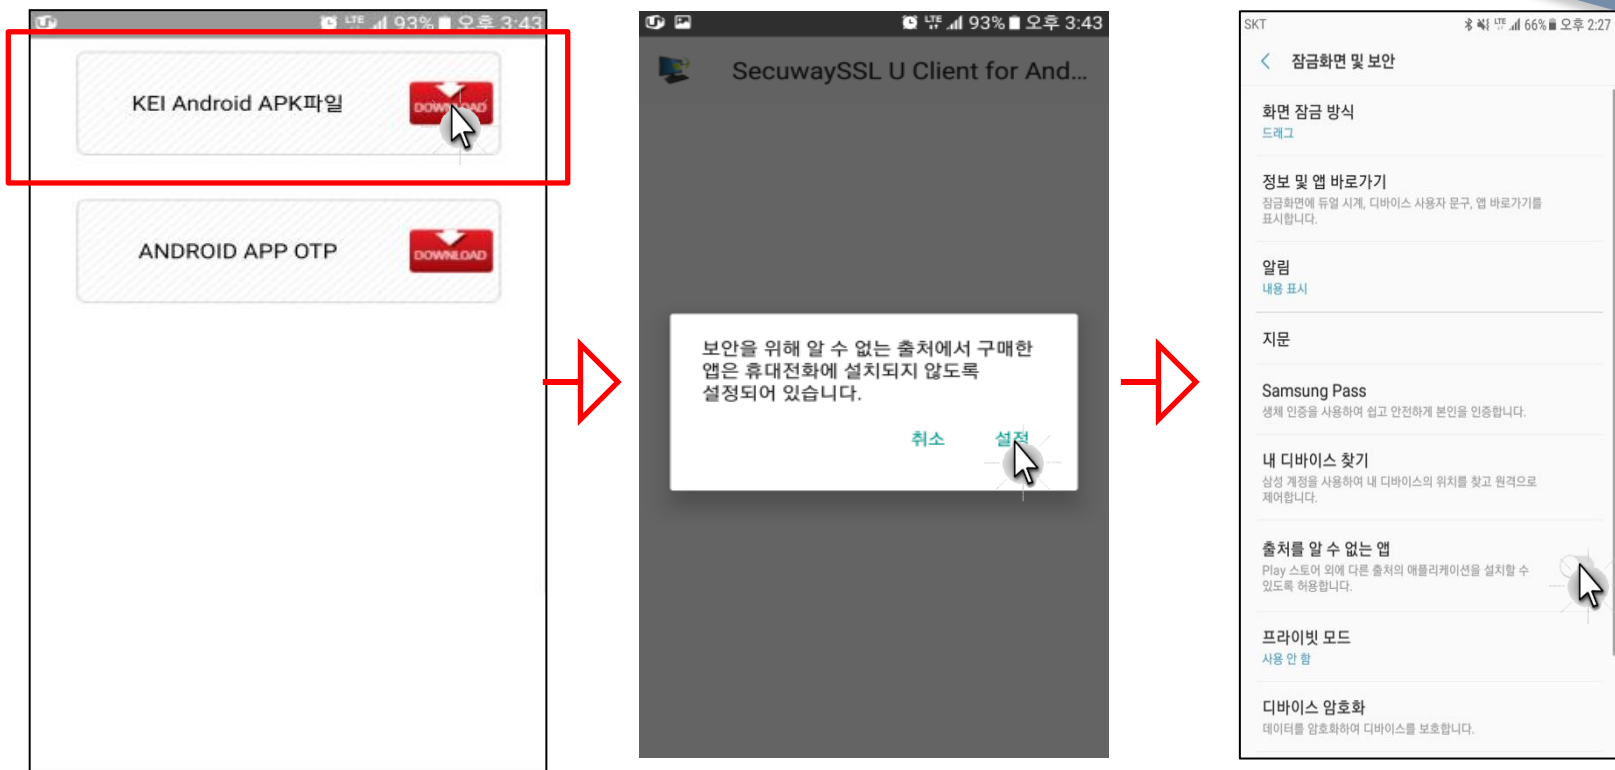 LTE 93% 오후 3:43
KEI Android APK파일
DOWNLOAD
ANDROID APP OTP
DOWNLOAD
LTE 93% 오후 3:43
SecuwaySSL U Client for And...
보안을 위해 알 수 없는 출처에서 구매한
앱은 휴대전화에 설치되지 않도록
설정되어 있습니다.
취소 설정
SKT LTE 66% 오후 2:27
잠금화면 및 보안
화면 잠금 방식
드래그
정보 및 앱 바로가기
잠금화면에 듀얼 시계, 디바이스 사용자 문구, 앱 바로가기를
표시합니다.
알림
내용 표시
지문
Samsung Pass
생체 인증을 사용하여 쉽고 안전하게 본인을 인증합니다.
내 디바이스 찾기
삼성 계정을 사용하여 내 디바이스의 위치를 찾고 원격으로
제어합니다.
출처를 알 수 없는 앱
Play 스토어 외에 다른 출처의 애플리케이션을 설치할 수
있도록 허용합니다.
프라이빗 모드
사용 안 함
디바이스 암호화
데이터를 암호화하여 디바이스를 보호합니다.